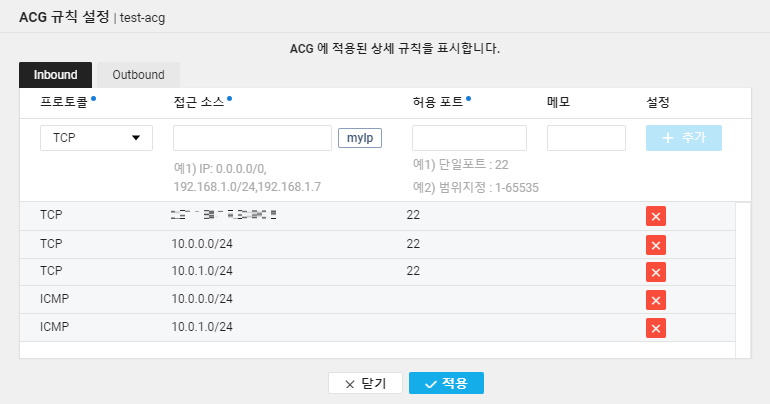 ACG 규칙 설정 | test-acg
ACG 에 적용된 상세 규칙을 표시합니다.
Inbound Outbound
프로토콜 접근 소스 허용 포트 메모 설정
TCP myIp + 추가
예1) IP: 0.0.0.0/0,
192.168.1.0/24,192.168.1.7
예1) 단일포트 : 22
예2) 범위지정 : 1-65535
TCP 22
TCP 10.0.0.0/24 22
TCP 10.0.1.0/24 22
ICMP 10.0.0.0/24
ICMP 10.0.1.0/24
닫기 적용